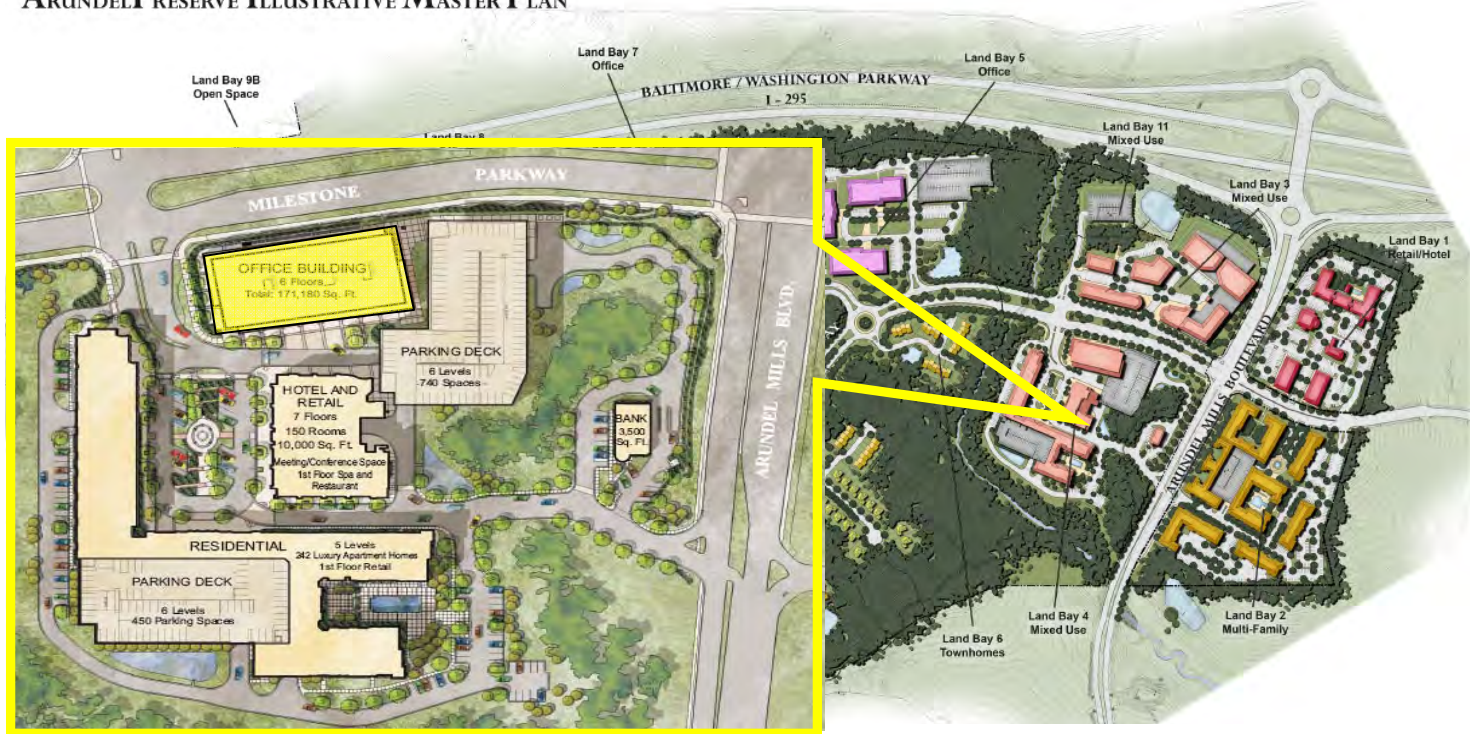 ARUNDEL PRESERVE ILLUSTRATIVE MASTER PLAN
Land Bay 9B
Open Space
Land Bay 7
Office
Land Bay 5
Office
BALTIMORE / WASHINGTON PARKWAY
I - 295
Land Bay 8
Land Bay 11
Mixed Use
Land Bay 3
Mixed Use
Land Bay 1
Retail/Hotel
MILESTONE PARKWAY
OFFICE BUILDING
6 Floors
Total: 171,180 Sq. Ft.
PARKING DECK
6 Levels
740 Spaces
HOTEL AND
RETAIL
7 Floors
150 Rooms
10,000 Sq. Ft.
Meeting/Conference Space
1st Floor Spa and
Restaurant
BANK
3,500
Sq. Ft.
ARUNDEL MILLS BLVD.
RESIDENTIAL
5 Levels
242 Luxury Apartment Homes
1st Floor Retail
PARKING DECK
6 Levels
450 Parking Spaces
ARUNDEL MILLS BOULEVARD
Land Bay 6
Townhomes
Land Bay 4
Mixed Use
Land Bay 2
Multi-Family